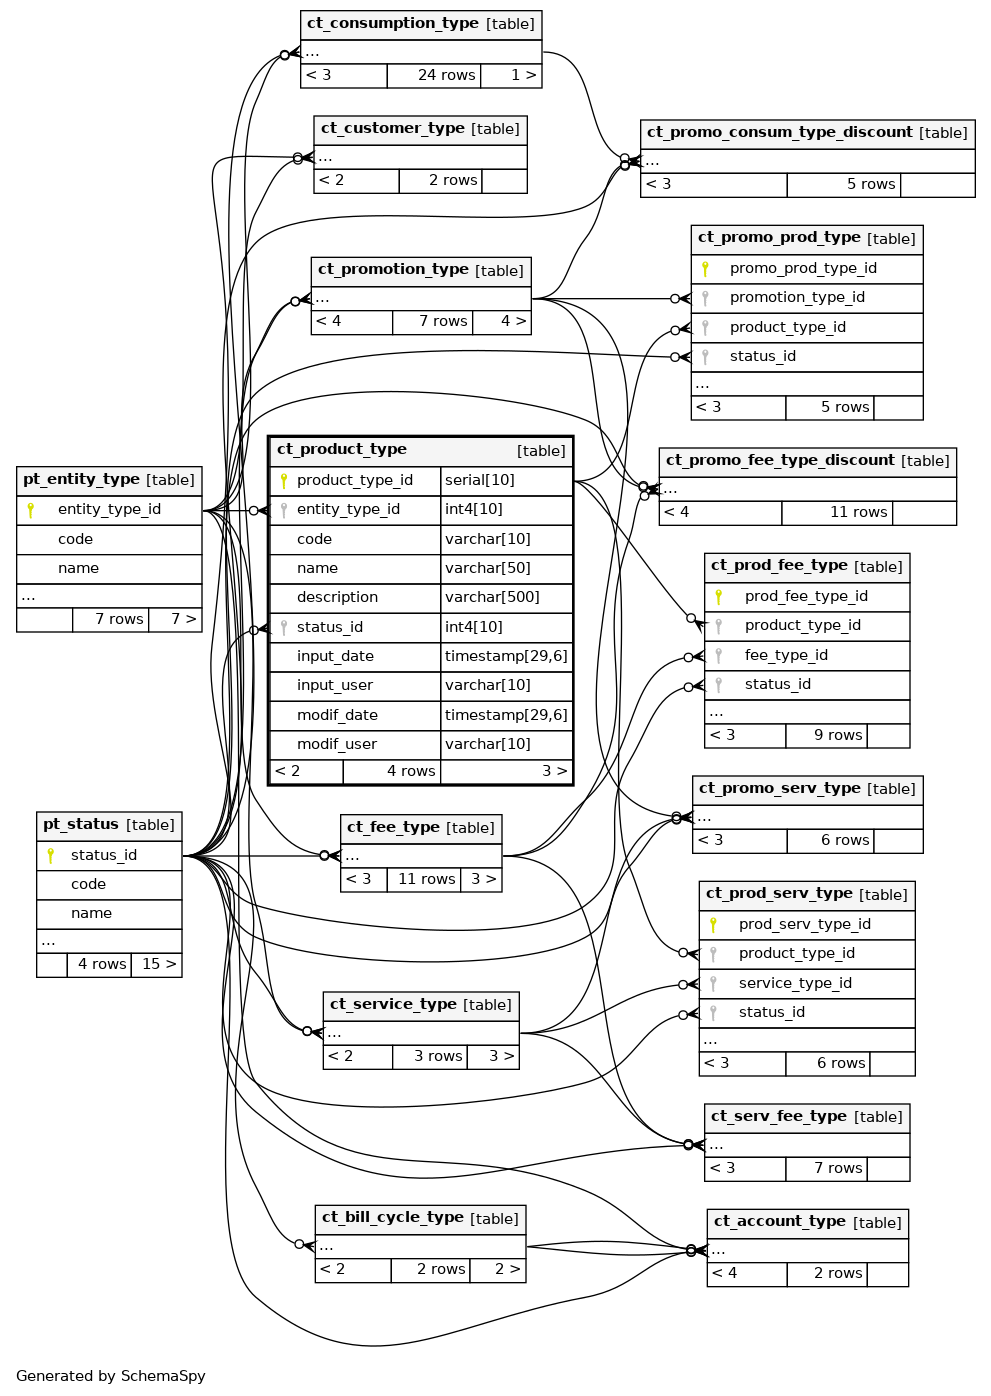 ct_consumption_type [table]
...
< 3 24 rows 1 >
ct_customer_type [table]
...
< 2 2 rows
ct_promo_consum_type_discount [table]
...
< 3 5 rows
ct_promotion_type [table]
...
< 4 7 rows 4 >
ct_promo_prod_type [table]
promo_prod_type_id
promotion_type_id
product_type_id
status_id
...
< 3 5 rows
pt_entity_type [table]
entity_type_id
code
name
...
7 rows 7 >
ct_product_type [table]
product_type_id serial[10]
entity_type_id int4[10]
code varchar[10]
name varchar[50]
description varchar[500]
status_id int4[10]
input_date timestamp[29,6]
input_user varchar[10]
modif_date timestamp[29,6]
modif_user varchar[10]
< 2 4 rows 3 >
ct_promo_fee_type_discount [table]
...
< 4 11 rows
ct_prod_fee_type [table]
prod_fee_type_id
product_type_id
fee_type_id
status_id
...
< 3 9 rows
pt_status [table]
status_id
code
name
...
4 rows 15 >
ct_fee_type [table]
...
< 3 11 rows 3 >
ct_promo_serv_type [table]
...
< 3 6 rows
ct_prod_serv_type [table]
prod_serv_type_id
product_type_id
service_type_id
status_id
...
< 3 6 rows
ct_service_type [table]
...
< 2 3 rows 3 >
ct_serv_fee_type [table]
...
< 3 7 rows
ct_bill_cycle_type [table]
...
< 2 2 rows 2 >
ct_account_type [table]
...
< 4 2 rows
Generated by SchemaSpy